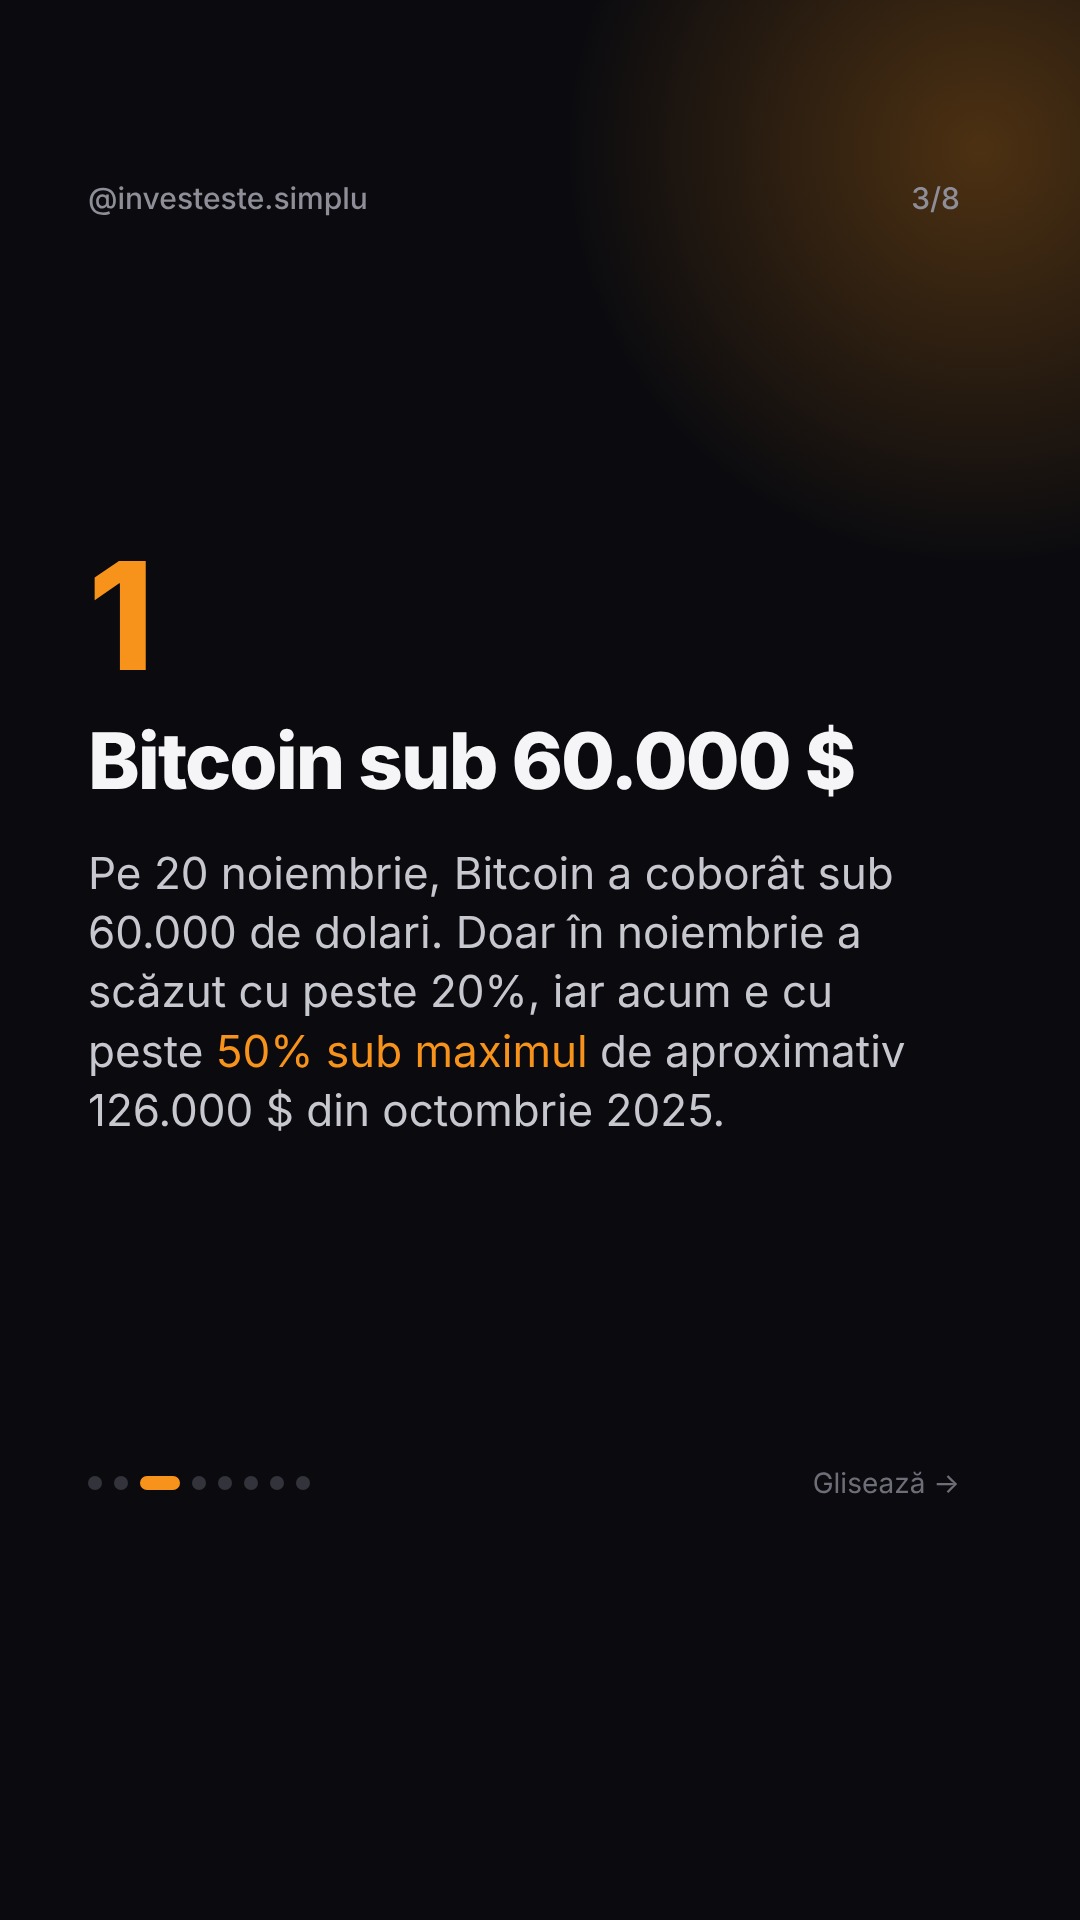 @investeste.simplu
3/8
1
Bitcoin sub 60.000 $
Pe 20 noiembrie, Bitcoin a coborât sub
60.000 de dolari. Doar în noiembrie a
scăzut cu peste 20%, iar acum e cu
peste 50% sub maximul de aproximativ
126.000 $ din octombrie 2025.
Glisează →